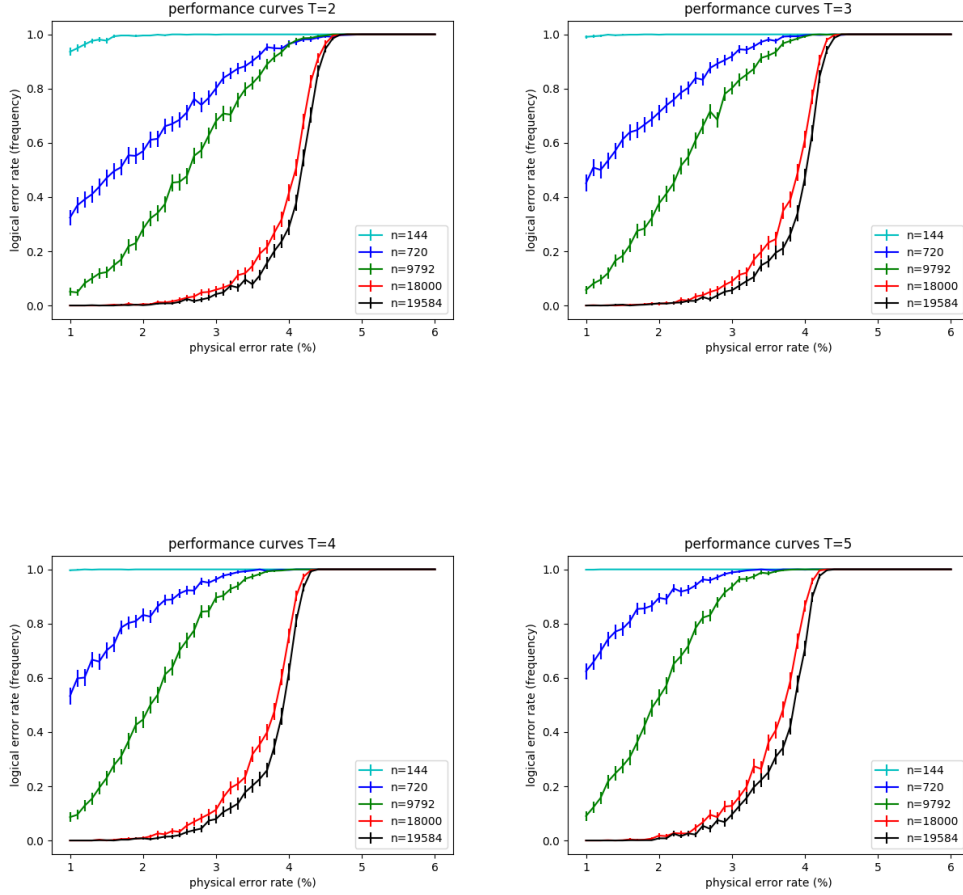 performance curves T=2
logical error rate (frequency)
1.0
0.8
0.6
0.4
0.2
0.0
n=144
n=720
n=9792
n=18000
n=19584
1 2 3 4 5 6
physical error rate (%)
performance curves T=3
logical error rate (frequency)
1.0
0.8
0.6
0.4
0.2
0.0
n=144
n=720
n=9792
n=18000
n=19584
1 2 3 4 5 6
physical error rate (%)
performance curves T=4
logical error rate (frequency)
1.0
0.8
0.6
0.4
0.2
0.0
n=144
n=720
n=9792
n=18000
n=19584
1 2 3 4 5 6
physical error rate (%)
performance curves T=5
logical error rate (frequency)
1.0
0.8
0.6
0.4
0.2
0.0
n=144
n=720
n=9792
n=18000
n=19584
1 2 3 4 5 6
physical error rate (%)